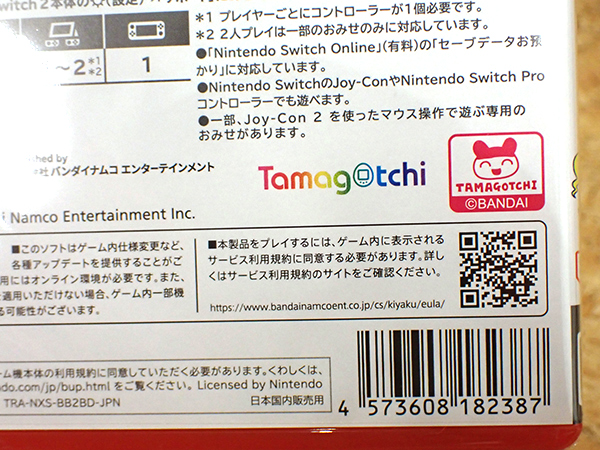 witch 2本体の
*1 プレイヤーごとにコントローラーが1個必要です。
*2 2人プレイは一部のおみせのみに対応しています。
●「Nintendo Switch Online」(有料)の「セーブデータお預
かり」に対応しています。
●Nintendo SwitchのJoy-ConやNintendo Switch Pro
コントローラーでも遊べます。
●一部、Joy-Con 2 を使ったマウス操作で遊ぶ専用の
おみせがあります。
~2 *1 *2
1
shed by
社 バンダイナムコ エンターテインメント
i Namco Entertainment Inc.
Tamagotchi
TAMAGOTCHI
©BANDAI
■このソフトはゲーム内仕様変更など、
各種アップデートを提供することがご
用にはオンライン環境が必要です。また、
適用いただけない場合、ゲーム内一部機
る可能性がございます。
■本製品をプレイするには、ゲーム内に表示される
サービス利用規約に同意する必要があります。詳し
くはサービス利用規約のサイトをご確認ください。
https://www.bandainamcoent.co.jp/cs/kiyaku/eula/
ーム機本体の利用規約に同意していただく必要があります。くわしくは、
ndo.com/jp/bup.html をご覧ください。 Licensed by Nintendo
TRA-NXS-BB2BD-JPN
日本国内販売用
4 573608 182387